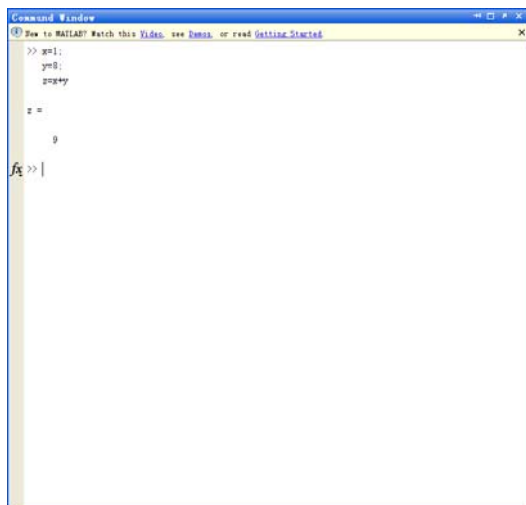 Command Window
New to MATLAB? Watch this Video, see Demos, or read Getting Started.
>> x=1;
y=8;
z=x+y
z =
9
fx >>